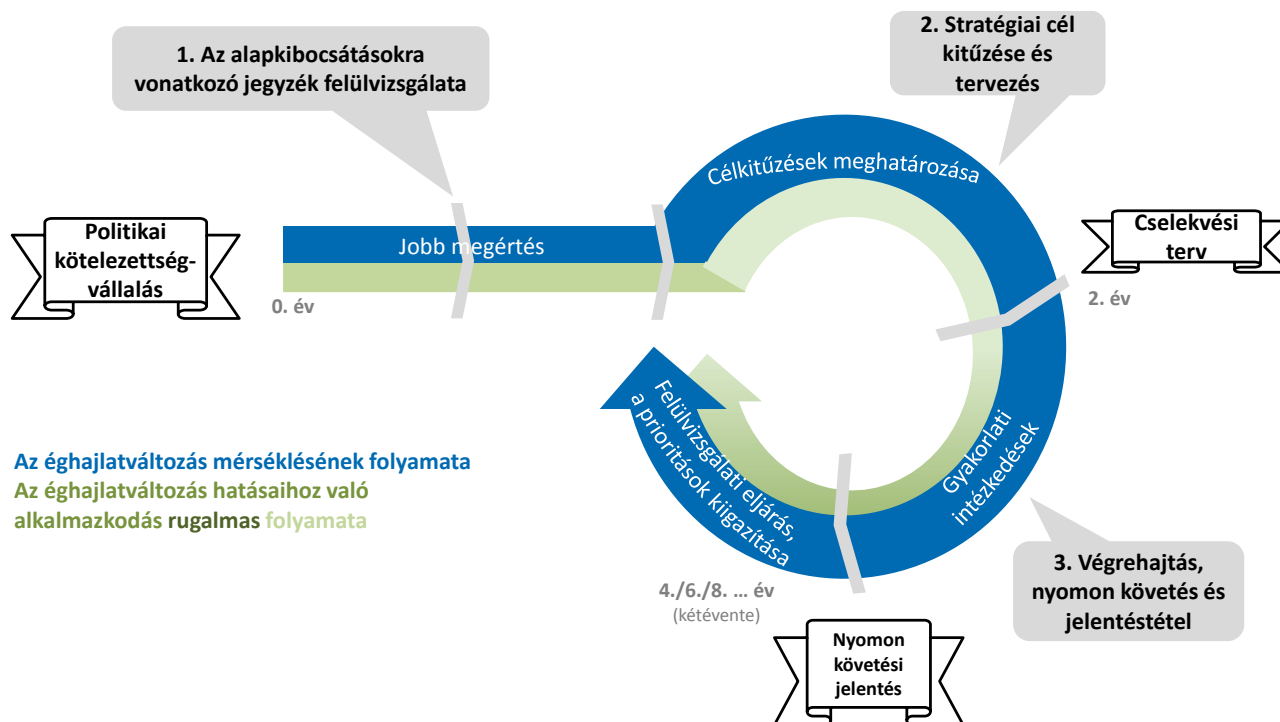 1. Az alapkibocsátásokra
vonatkozó jegyzék felülvizsgálata
2. Stratégiai cél
kitűzése és
tervezés
Célkitűzések meghatározása
Politikai
kötelezettség-
vállalás
Jobb megértés
Cselekvési
terv
0. év
2. év
Felülvizsgálati eljárás,
a prioritások kiigazítása
Gyakorlati
intézkedések
Az éghajlatváltozás mérséklésének folyamata
Az éghajlatváltozás hatásaihoz való
alkalmazkodás rugalmas folyamata
3. Végrehajtás,
nyomon követés és
jelentéstétel
4./6./8. ... év
(kétévente)
Nyomon
követési
jelentés